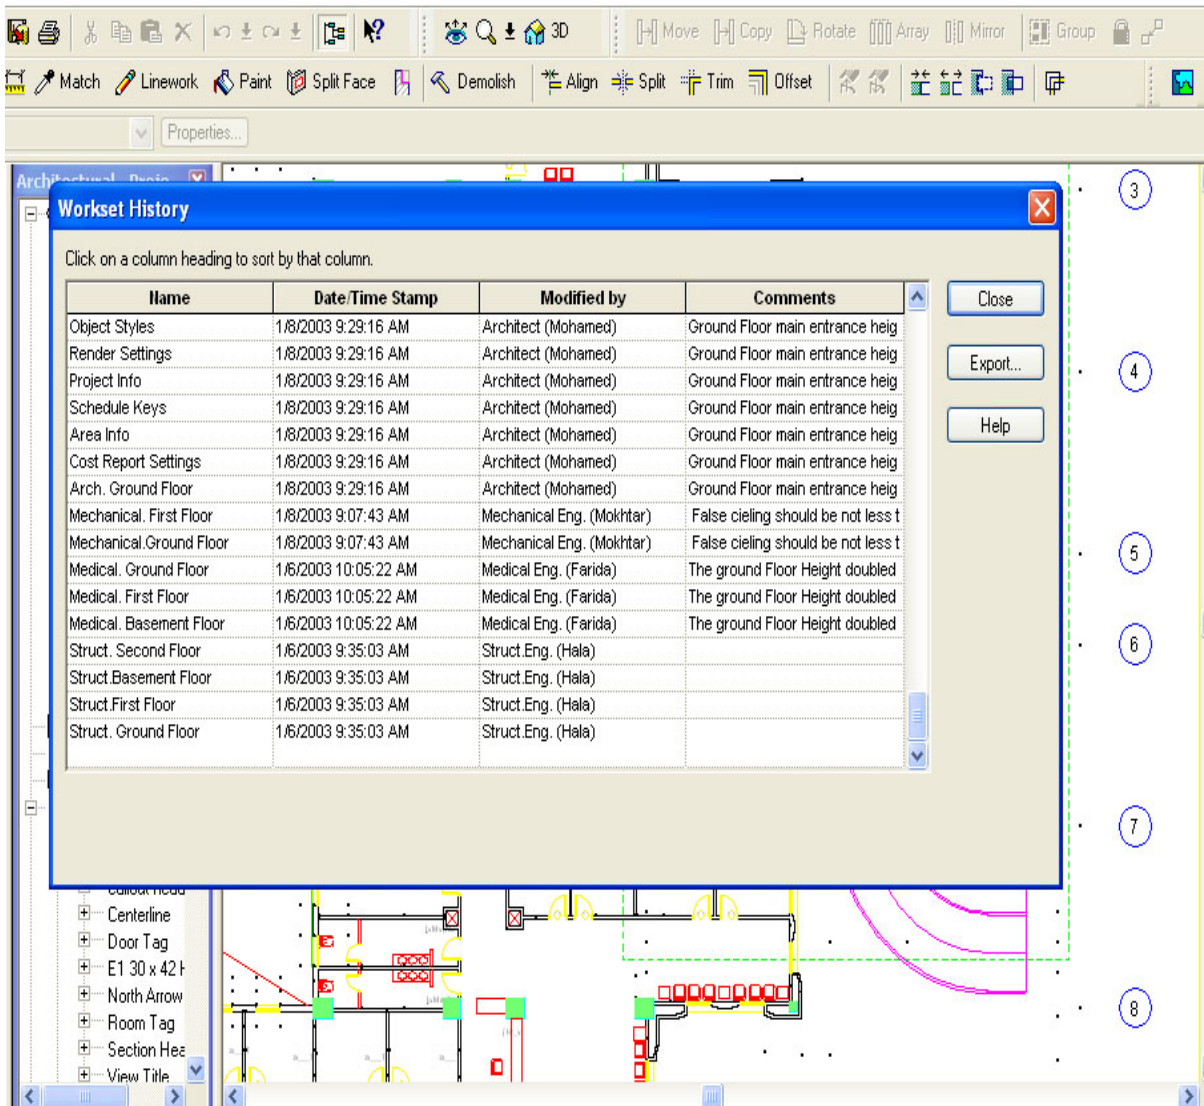 3D Move Copy Rotate Array Mirror Group
Match Linework Paint Split Face Demolish Align Split Trim Offset
Properties...
Workset History
Click on a column heading to sort by that column.
Name Date/Time Stamp Modified by Comments
Object Styles 1/8/2003 9:29:16 AM Architect (Mohamed) Ground Floor main entrance heig
Render Settings 1/8/2003 9:29:16 AM Architect (Mohamed) Ground Floor main entrance heig
Project Info 1/8/2003 9:29:16 AM Architect (Mohamed) Ground Floor main entrance heig
Schedule Keys 1/8/2003 9:29:16 AM Architect (Mohamed) Ground Floor main entrance heig
Area Info 1/8/2003 9:29:16 AM Architect (Mohamed) Ground Floor main entrance heig
Cost Report Settings 1/8/2003 9:29:16 AM Architect (Mohamed) Ground Floor main entrance heig
Arch. Ground Floor 1/8/2003 9:29:16 AM Architect (Mohamed) Ground Floor main entrance heig
Mechanical. First Floor 1/8/2003 9:07:43 AM Mechanical Eng. (Mokhtar) False cieling should be not less t
Mechanical.Ground Floor 1/8/2003 9:07:43 AM Mechanical Eng. (Mokhtar) False cieling should be not less t
Medical. Ground Floor 1/6/2003 10:05:22 AM Medical Eng. (Farida) The ground Floor Height doubled
Medical. First Floor 1/6/2003 10:05:22 AM Medical Eng. (Farida) The ground Floor Height doubled
Medical. Basement Floor 1/6/2003 10:05:22 AM Medical Eng. (Farida) The ground Floor Height doubled
Struct. Second Floor 1/6/2003 9:35:03 AM Struct.Eng. (Hala)
Struct.Basement Floor 1/6/2003 9:35:03 AM Struct.Eng. (Hala)
Struct.First Floor 1/6/2003 9:35:03 AM Struct.Eng. (Hala)
Struct. Ground Floor 1/6/2003 9:35:03 AM Struct.Eng. (Hala)
Close
Export...
Help
3
4
5
6
7
8
Centerline
Door Tag
E1 30 x 42 H
North Arrow
Room Tag
Section Hea
View Title